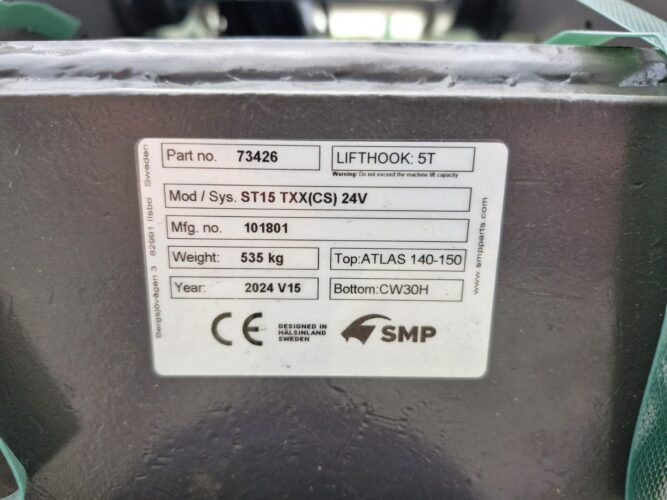 Part no. 73426
LIFTHOOK: 5T
Warning: Do not exceed the machine lift capacity
Mod / Sys. ST15 TXX(CS) 24V
Mfg. no. 101801
Weight: 535 kg
Top:ATLAS 140-150
Year: 2024 V15
Bottom:CW30H
CE
DESIGNED IN
HÄLSINLAND
SWEDEN
SMP
Bergsjövägen 3 82991 Ilsbo Sweden
www.smpparts.com